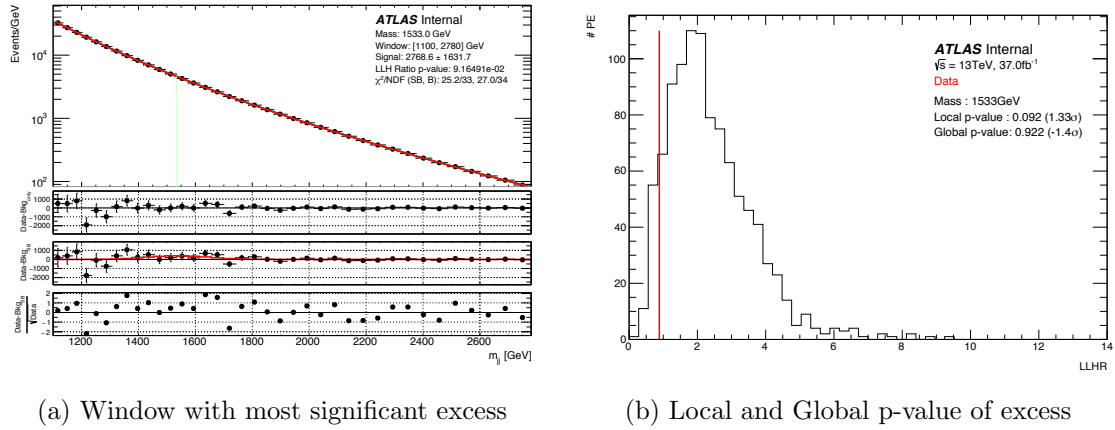 Events/GeV
10⁴
10³
10²
ATLAS Internal
Mass: 1533.0 GeV
Window: [1100, 2780] GeV
Signal: 2768.6 ± 1631.7
LLH Ratio p-value: 9.16491e-02
χ²/NDF (SB, B): 25.2/33, 27.0/34
Data-Bkg only
1000
0
−1000
−2000
Data-Bkg SB
1000
0
−1000
−2000
Data-Bkg SB
√Data
2
1
0
−1
−2
1200 1400 1600 1800 2000 2200 2400 2600
m_jj [GeV]
(a) Window with most significant excess
# PE
100
80
60
40
20
0
ATLAS Internal
√s = 13TeV, 37.0fb⁻¹
Data
Mass : 1533GeV
Local p-value : 0.092 (1.33σ)
Global p-value: 0.922 (-1.4σ)
0 2 4 6 8 10 12 14
LLHR
(b) Local and Global p-value of excess